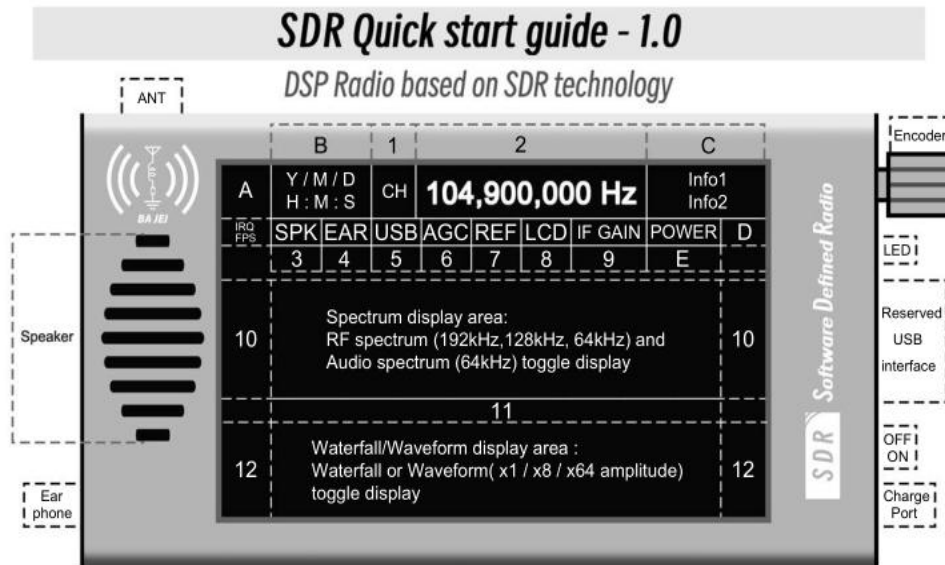 SDR Quick start guide - 1.0
DSP Radio based on SDR technology
ANT
Encoder
B
1
2
C
BA JEI
A
Y / M / D
H : M : S
CH
104,900,000 Hz
Info1
Info2
IRQ
FPS
SPK
EAR
USB
AGC
REF
LCD
IF GAIN
POWER
D
3
4
5
6
7
8
9
E
LED
Speaker
10
Spectrum display area:
RF spectrum (192kHz,128kHz, 64kHz) and
Audio spectrum (64kHz) toggle display
10
Reserved
USB
interface
Software Defined Radio
SDR
11
12
Waterfall/Waveform display area :
Waterfall or Waveform( x1 / x8 / x64 amplitude)
toggle display
12
OFF
ON
Ear
phone
Charge
Port